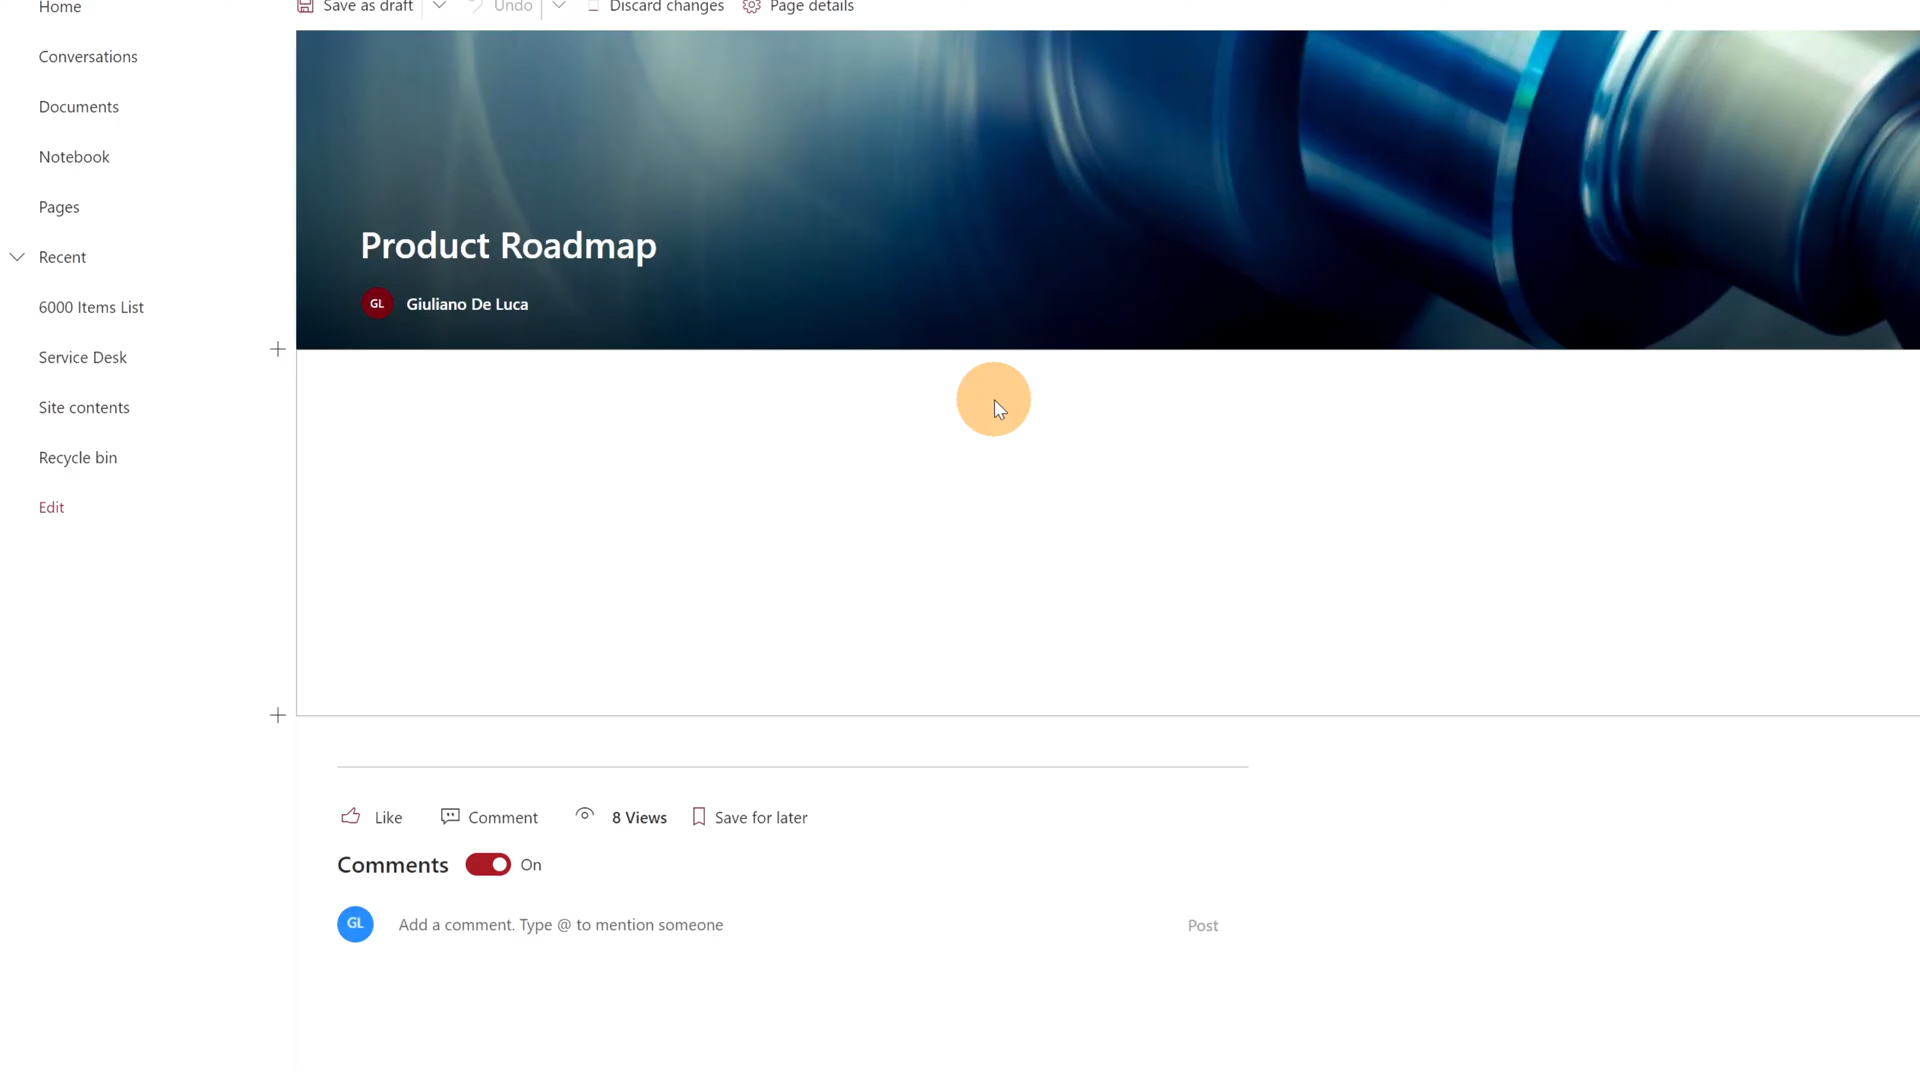 Home
Save as draft
Undo
Discard changes
Page details
Conversations
Documents
Notebook
Pages
Recent
6000 Items List
Service Desk
Site contents
Recycle bin
Edit
Product Roadmap
GL Giuliano De Luca
Like
Comment
8 Views
Save for later
Comments
On
GL
Add a comment. Type @ to mention someone
Post